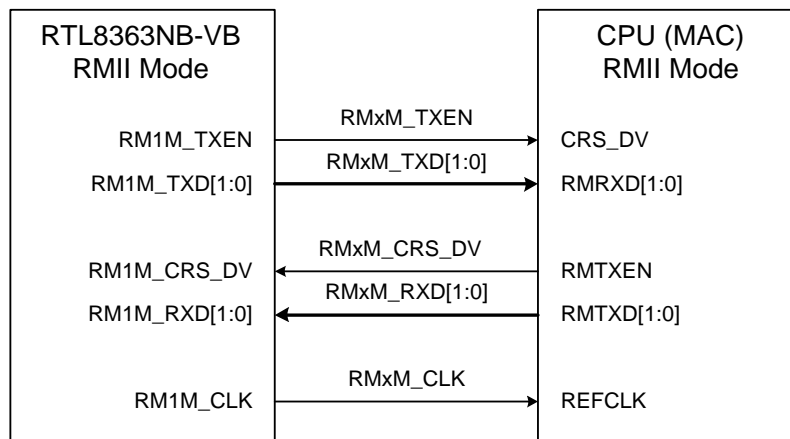 RTL8363NB-VB
RMII Mode
CPU (MAC)
RMII Mode
RM1M_TXEN
RMxM_TXEN
CRS_DV
RM1M_TXD[1:0]
RMxM_TXD[1:0]
RMRXD[1:0]
RM1M_CRS_DV
RMxM_CRS_DV
RMTXEN
RM1M_RXD[1:0]
RMxM_RXD[1:0]
RMTXD[1:0]
RM1M_CLK
RMxM_CLK
REFCLK